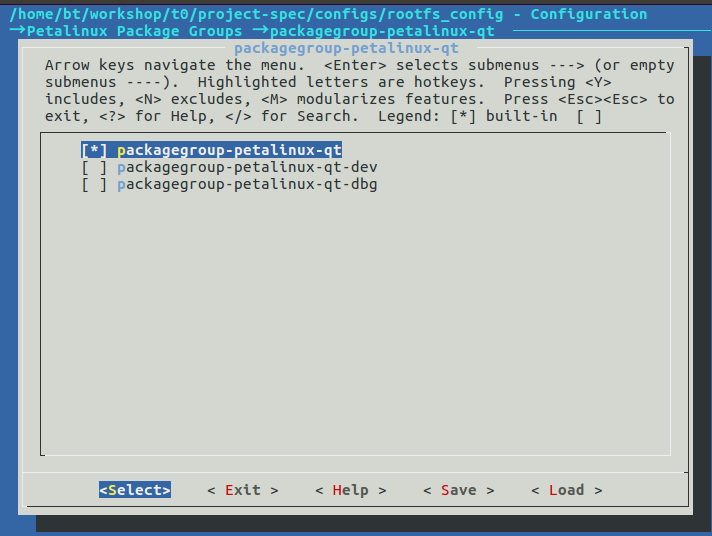 /home/bt/workshop/t0/project-spec/configs/rootfs_config - Configuration
→Petalinux Package Groups →packagegroup-petalinux-qt
packagegroup-petalinux-qt
Arrow keys navigate the menu.  <Enter> selects submenus ---> (or empty
submenus ----).  Highlighted letters are hotkeys.  Pressing <Y>
includes, <N> excludes, <M> modularizes features.  Press <Esc><Esc> to
exit, <?> for Help, </> for Search.  Legend: [*] built-in  [ ]
[*] packagegroup-petalinux-qt
[ ] packagegroup-petalinux-qt-dev
[ ] packagegroup-petalinux-qt-dbg
<Select>    < Exit >    < Help >    < Save >    < Load >